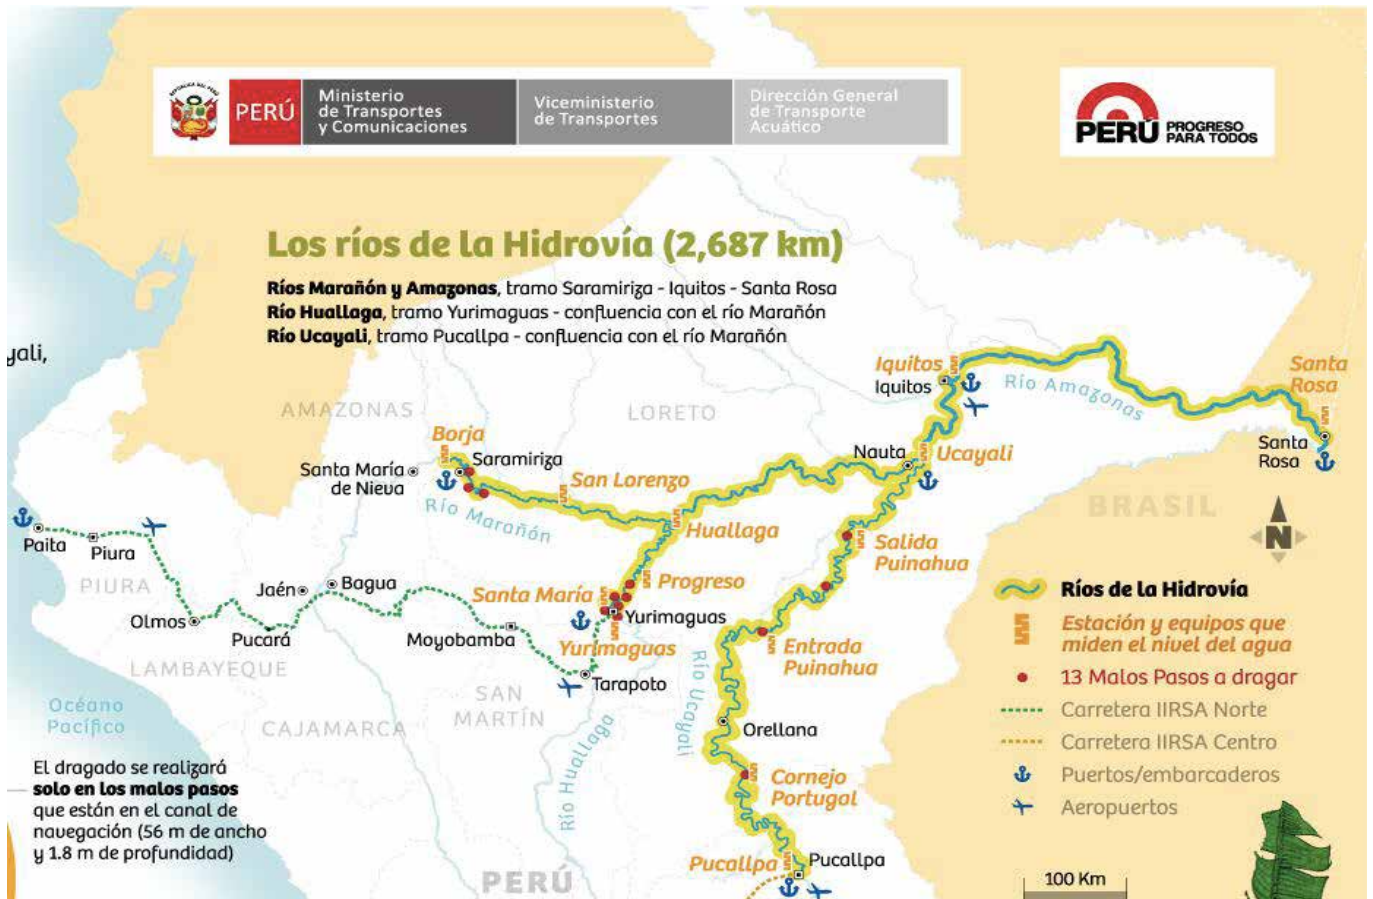 REPÚBLICA DEL PERÚ
PERÚ
Ministerio
de Transportes
y Comunicaciones
Viceministerio
de Transportes
Dirección General
de Transporte
Acuático
PERÚ
PROGRESO
PARA TODOS
Los ríos de la Hidrovía (2,687 km)
Ríos Marañón y Amazonas, tramo Saramiriza - Iquitos - Santa Rosa
Río Huallaga, tramo Yurimaguas - confluencia con el río Marañón
Río Ucayali, tramo Pucallpa - confluencia con el río Marañón
yali,
Iquitos
Iquitos
Río Amazonas
Santa
Rosa
Santa
Rosa
AMAZONAS
LORETO
Borja
Saramiriza
Santa María
de Nieva
San Lorenzo
Río Marañón
Nauta
Ucayali
BRASIL
N
Huallaga
Salida
Puinahua
Paita
Piura
PIURA
Jaén
Bagua
Santa María
Progreso
Yurimaguas
Yurimaguas
Olmos
Pucará
Moyobamba
Entrada
Puinahua
Río Ucayali
LAMBAYEQUE
Tarapoto
SAN
MARTÍN
Océano
Pacífico
CAJAMARCA
Río Huallaga
Orellana
Cornejo
Portugal
Pucallpa
Pucallpa
PERÚ
El dragado se realizará
solo en los malos pasos
que están en el canal de
navegación (56 m de ancho
y 1.8 m de profundidad)
Ríos de la Hidrovía
Estación y equipos que
miden el nivel del agua
13 Malos Pasos a dragar
Carretera IIRSA Norte
Carretera IIRSA Centro
Puertos/embarcaderos
Aeropuertos
100 Km